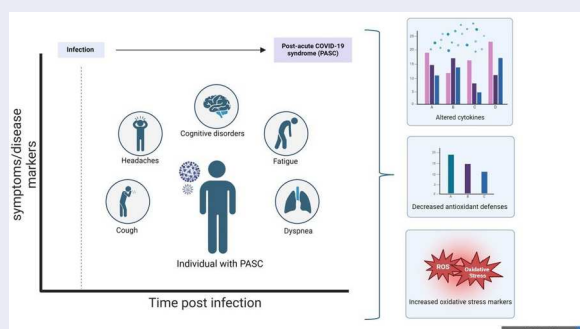 Infection
Post-acute COVID-19
syndrome (PASC)
symptoms/disease
markers
Cognitive disorders
Headaches
Fatigue
Cough
Dyspnea
Individual with PASC
Time post infection
Altered cytokines
Decreased antioxidant defenses
ROS
Oxidative
Stress
Increased oxidative stress markers